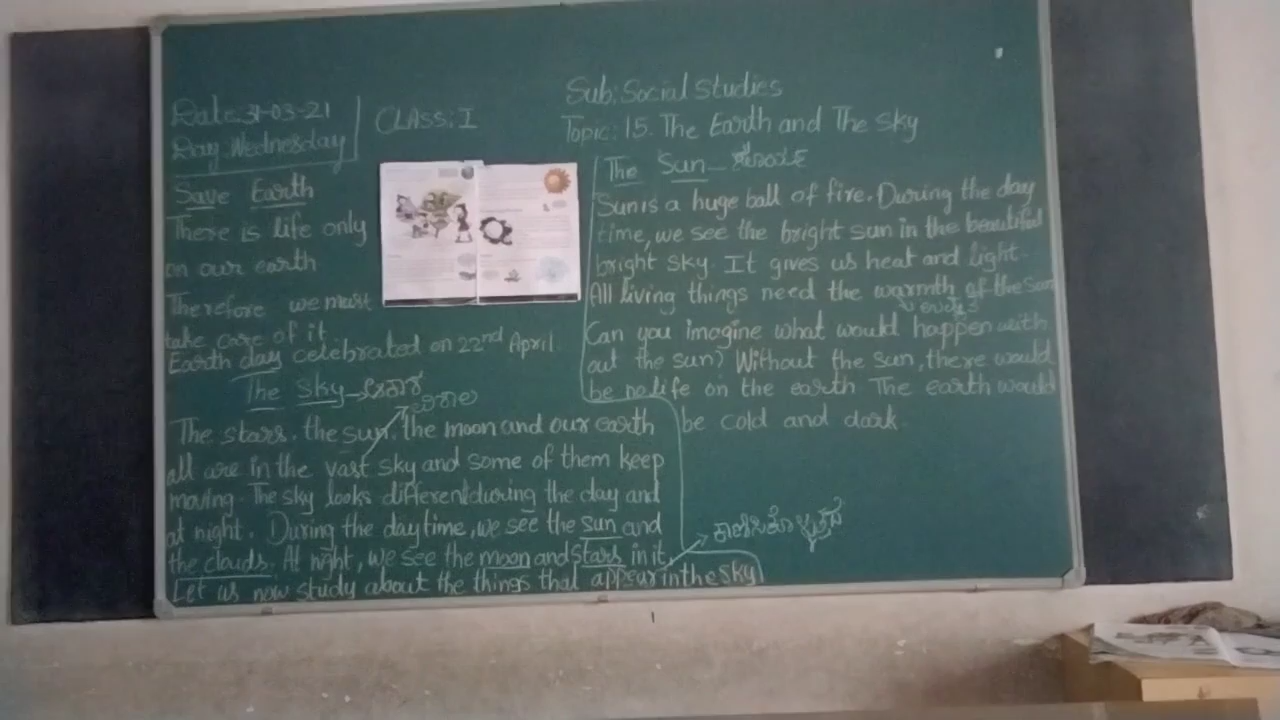 Sub: Social Studies
Topic: 15. The Earth and The Sky
Date: 31-03-21
Day: Wednesday
CLASS: I
Save Earth
There is life only
on our earth
Therefore we must
take care of it.
Earth day celebrated on 22nd April
The Sky → ಆಕಾಶ
ವಿಶಾಲ
The stars. the sun. the moon and our earth
all are in the vast sky and some of them keep
moving. The sky looks different during the day and
at night. During the daytime, we see the sun and
the clouds. At night, we see the moon and stars in it.
Let us now study about the things that appear in the sky
The Sun -
Sun is a huge ball of fire. During the day
time, we see the bright sun in the beautiful
bright sky. It gives us heat and light.
All living things need the warmth of the sun
Can you imagine what would happen with
out the sun? Without the sun, there would
be no life on the earth The earth would
be cold and dark.